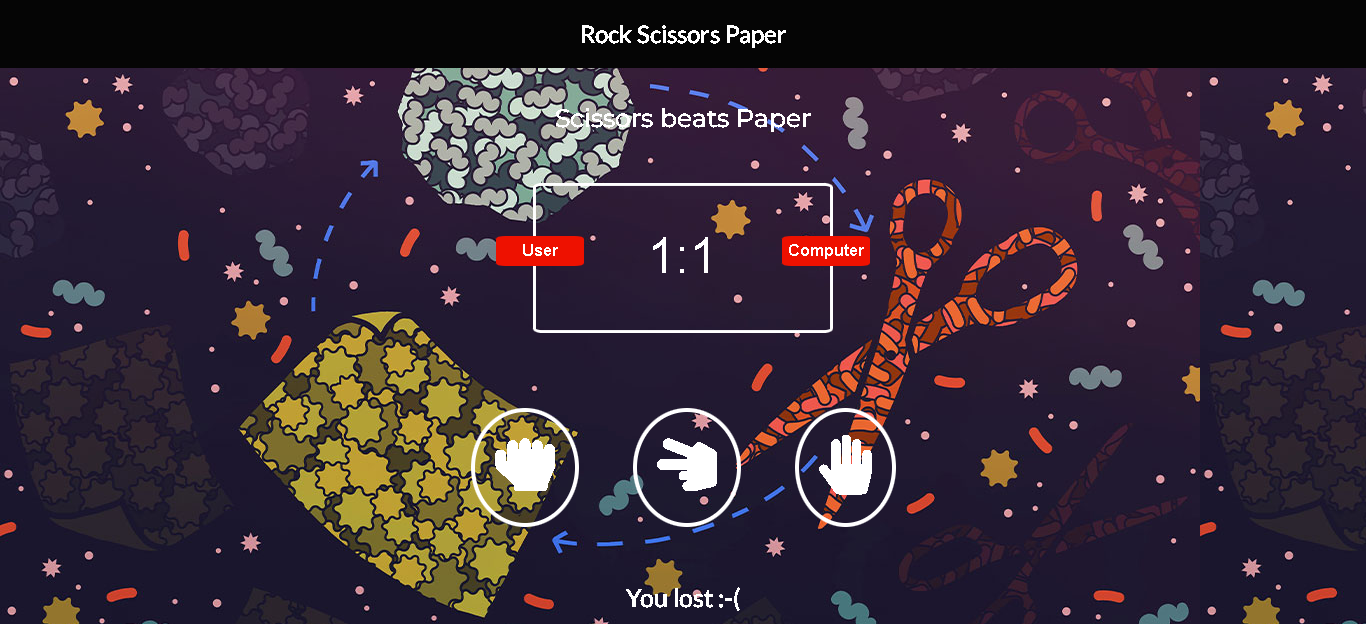 Rock Scissors Paper
Scissors beats Paper
User
1:1
Computer
You lost :-(